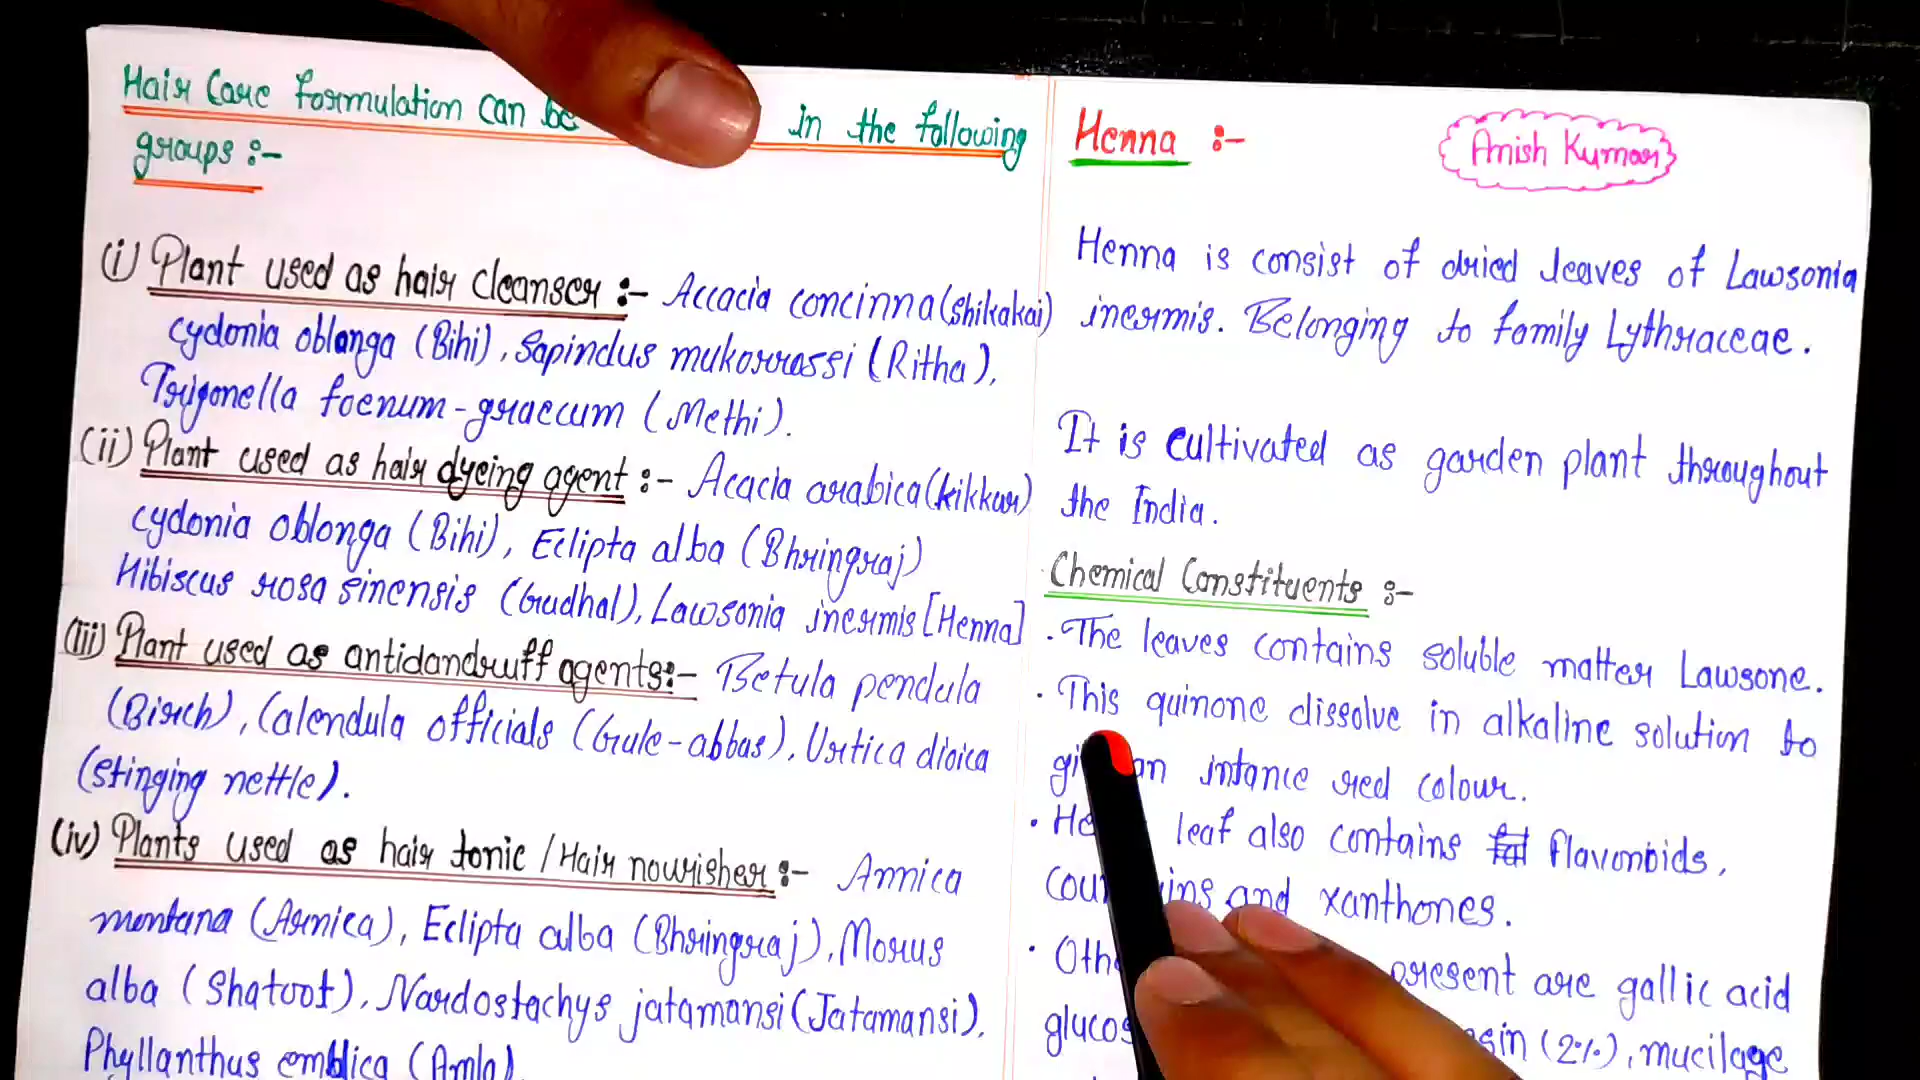 Hair Care formulation can be in the following
groups :-
(i) Plant used as hair cleanser :- Accacia concinna (shikakai)
cydonia oblonga (Bihi), Sapindus mukorrossi (Ritha),
Trigonella foenum-graecum (Methi).
(ii) Plant used as hair dyeing agent :- Acacia arabica (kikkar)
cydonia oblonga (Bihi), Eclipta alba (Bhringraj)
Hibiscus rosa sinensis (Gudhal), Lawsonia inermis [Henna]
(iii) Plant used as antidandruff agents:- Betula pendula
(Birch), Calendula officials (Gule-abbas), Urtica dioica
(stinging nettle).
(iv) Plants used as hair tonic / Hair nourisher :- Arnica
montana (Arnica), Eclipta alba (Bhringraj), Morus
alba (Shatoot), Nardostachys jatamansi (Jatamansi),
Phyllanthus emblica (Amla).
Henna :-
Amish Kumar
Henna is consist of dried leaves of Lawsonia
inermis. Belonging to family Lythraceae.
It is cultivated as garden plant throughout
the India.
Chemical Constituents :-
· The leaves contains soluble matter Lawsone.
· This quinone dissolve in alkaline solution to
an intance red colour.
· leaf also contains flavonoids,
and xanthones.
· present are gallic acid
(2%), mucilage